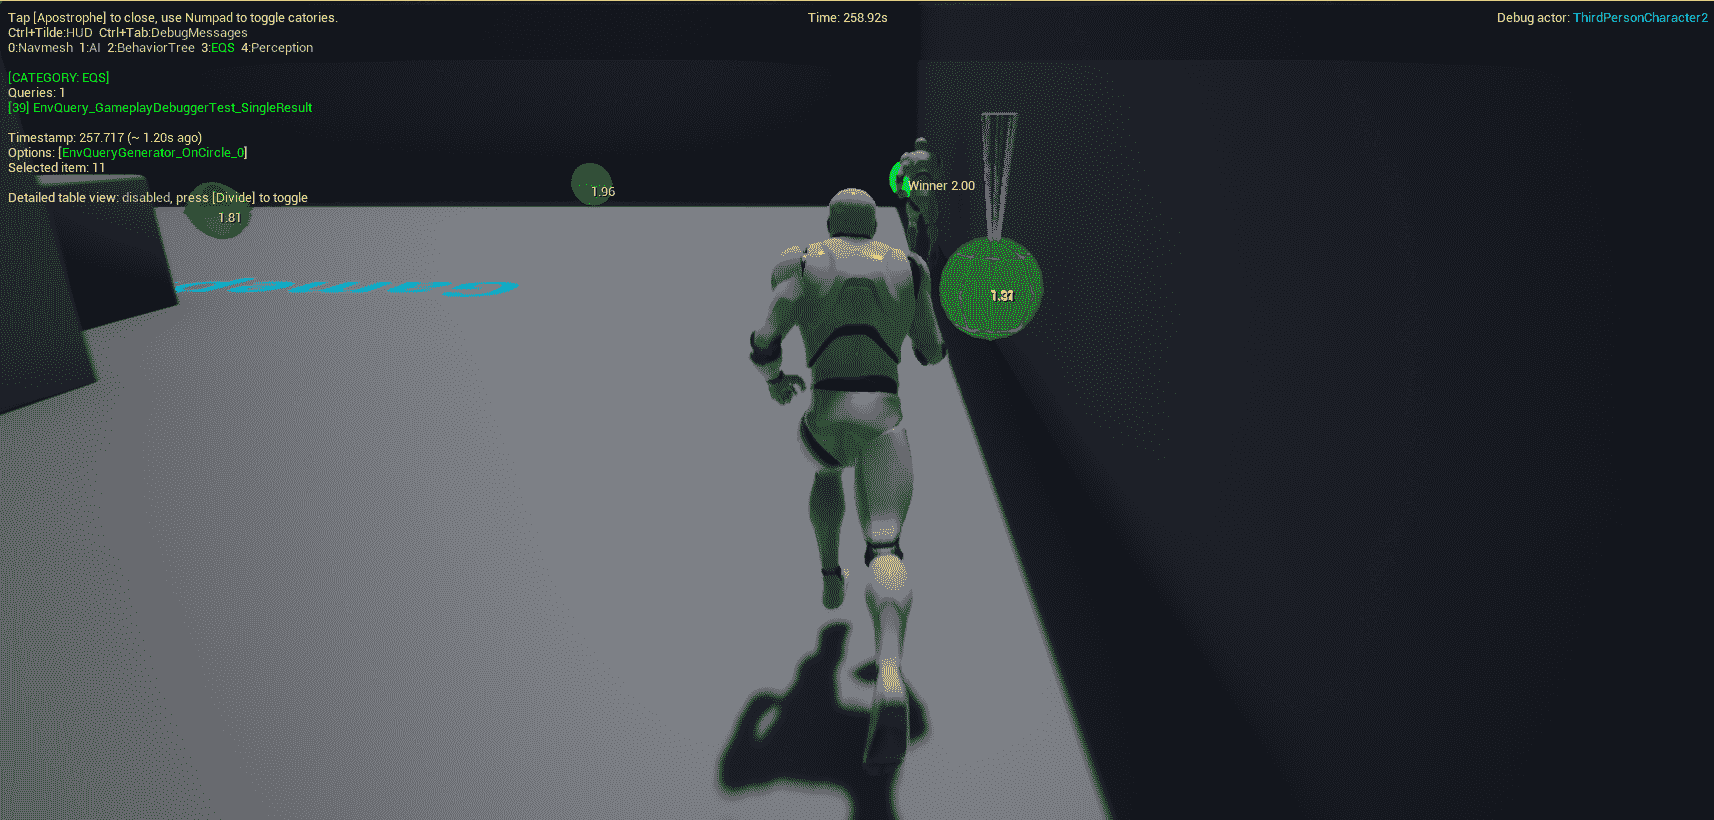 Tap [Apostrophe] to close, use Numpad to toggle catories.
Ctrl+Tilde:HUD Ctrl+Tab:DebugMessages
0:Navmesh 1:AI 2:BehaviorTree 3:EQS 4:Perception
Time: 258.92s
Debug actor: ThirdPersonCharacter2
[CATEGORY: EQS]
Queries: 1
[39] EnvQuery_GameplayDebuggerTest_SingleResult
Timestamp: 257.717 (~ 1.20s ago)
Options: [EnvQueryGenerator_OnCircle_0]
Selected item: 11
Detailed table view: disabled, press [Divide] to toggle
1.81
1.96
Winner 2.00